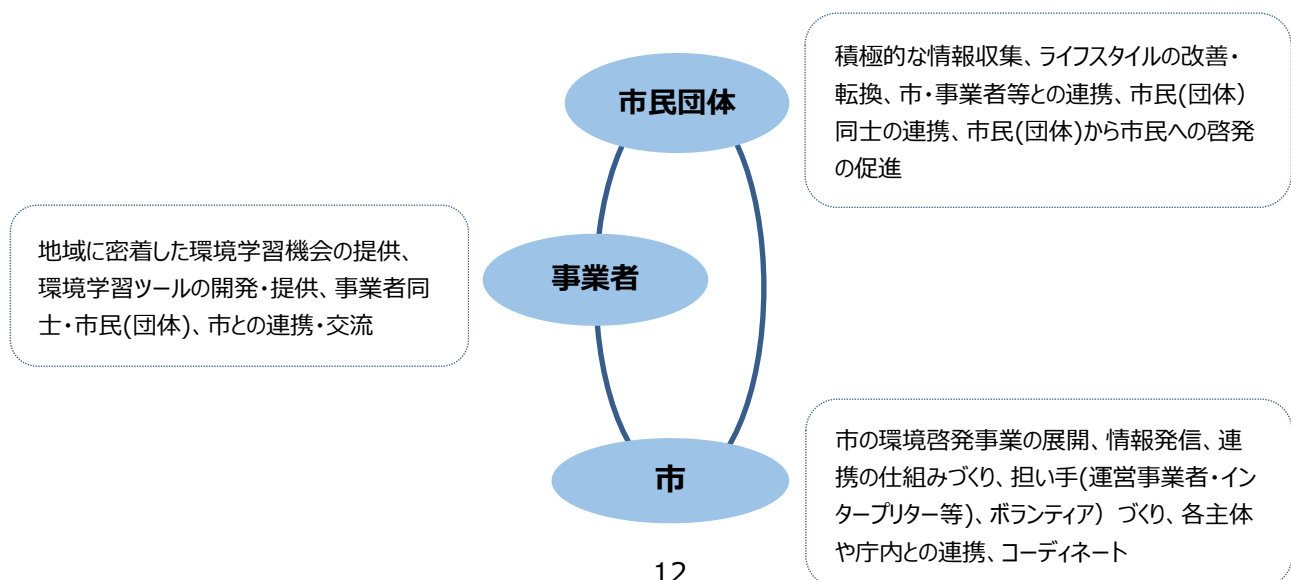 市民団体
積極的な情報収集、ライフスタイルの改善・
転換、市・事業者等との連携、市民(団体）
同士の連携、市民(団体)から市民への啓発
の促進
地域に密着した環境学習機会の提供、
環境学習ツールの開発・提供、事業者同
士・市民(団体)、市との連携・交流
事業者
市
市の環境啓発事業の展開、情報発信、連
携の仕組みづくり、担い手(運営事業者・イン
タープリター等)、ボランティア）づくり、各主体
や庁内との連携、コーディネート
12